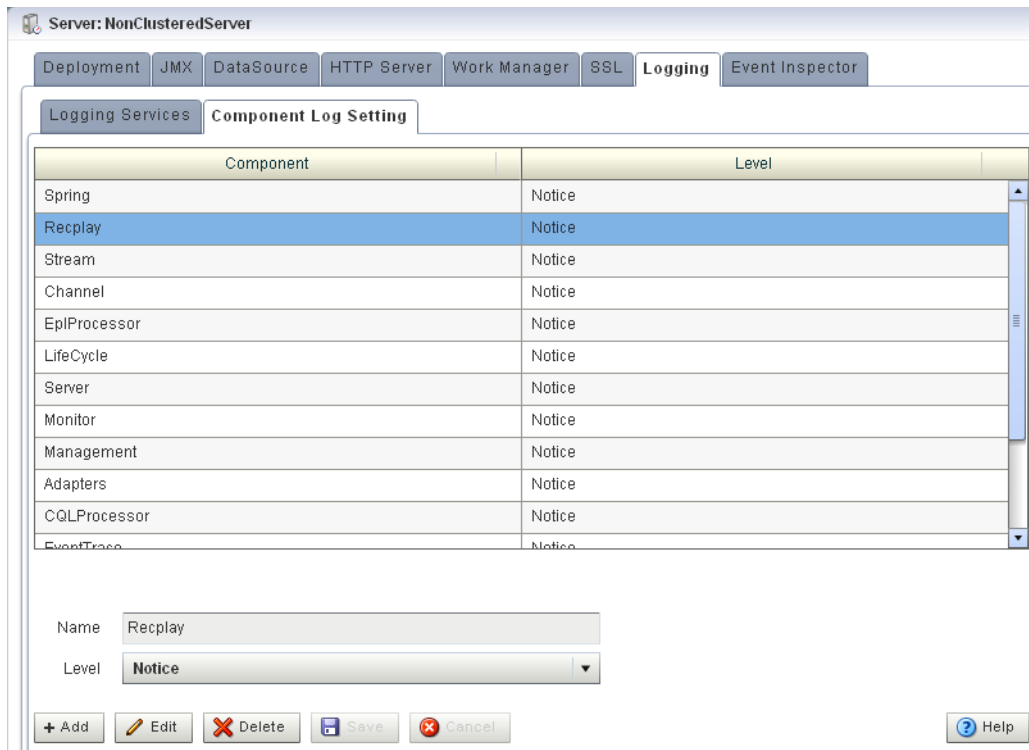 Server: NonClusteredServer
Deployment JMX DataSource HTTP Server Work Manager SSL Logging Event Inspector
Logging Services Component Log Setting
Component Level
Spring Notice
Recplay Notice
Stream Notice
Channel Notice
EplProcessor Notice
LifeCycle Notice
Server Notice
Monitor Notice
Management Notice
Adapters Notice
CQLProcessor Notice
EventTrace Notice
Name Recplay
Level Notice
+ Add Edit Delete Save Cancel ? Help